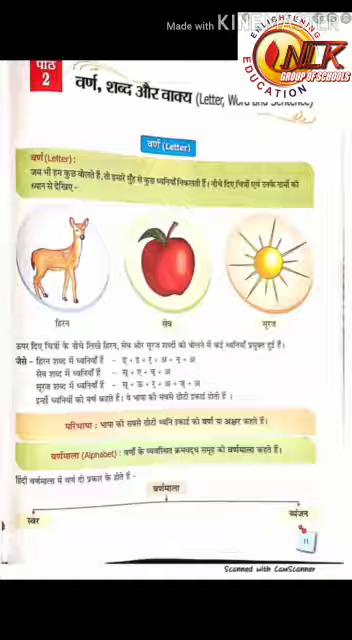 Made with KINEMASTER
ENLIGHTENING
NLK
GROUP OF SCHOOLS
EDUCATION
पाठ
2
वर्ण, शब्द और वाक्य (Letter, Word and Sentence)
वर्ण (Letter)
वर्ण (Letter) :
जब भी हम कुछ बोलते हैं, तो हमारे मुँह से कुछ ध्वनियाँ निकलती हैं। नीचे दिए चित्रों एवं उनके नामों को
ध्यान से देखिए -
हिरन सेब सूरज
ऊपर दिए चित्रों के नीचे लिखे हिरन, सेब और सूरज शब्दों को बोलने में कई ध्वनियाँ प्रयुक्त हुई हैं।
जैसे - हिरन शब्द में ध्वनियाँ हैं - ह् + इ + र् + अ + न् + अ
सेब शब्द में ध्वनियाँ हैं - स् + ए + ब् + अ
सूरज शब्द में ध्वनियाँ हैं - स् + ऊ + र् + अ + ज् + अ
इन्हीं ध्वनियों को वर्ण कहते हैं। ये भाषा की सबसे छोटी इकाई होती हैं ।
परिभाषा : भाषा की सबसे छोटी ध्वनि इकाई को वर्ण या अक्षर कहते हैं।
वर्णमाला (Alphabet) : वर्णों के व्यवस्थित क्रमबद्ध समूह को वर्णमाला कहते हैं।
हिंदी वर्णमाला में वर्ण दो प्रकार के होते हैं -
वर्णमाला
स्वर व्यंजन
11
Scanned with CamScanner